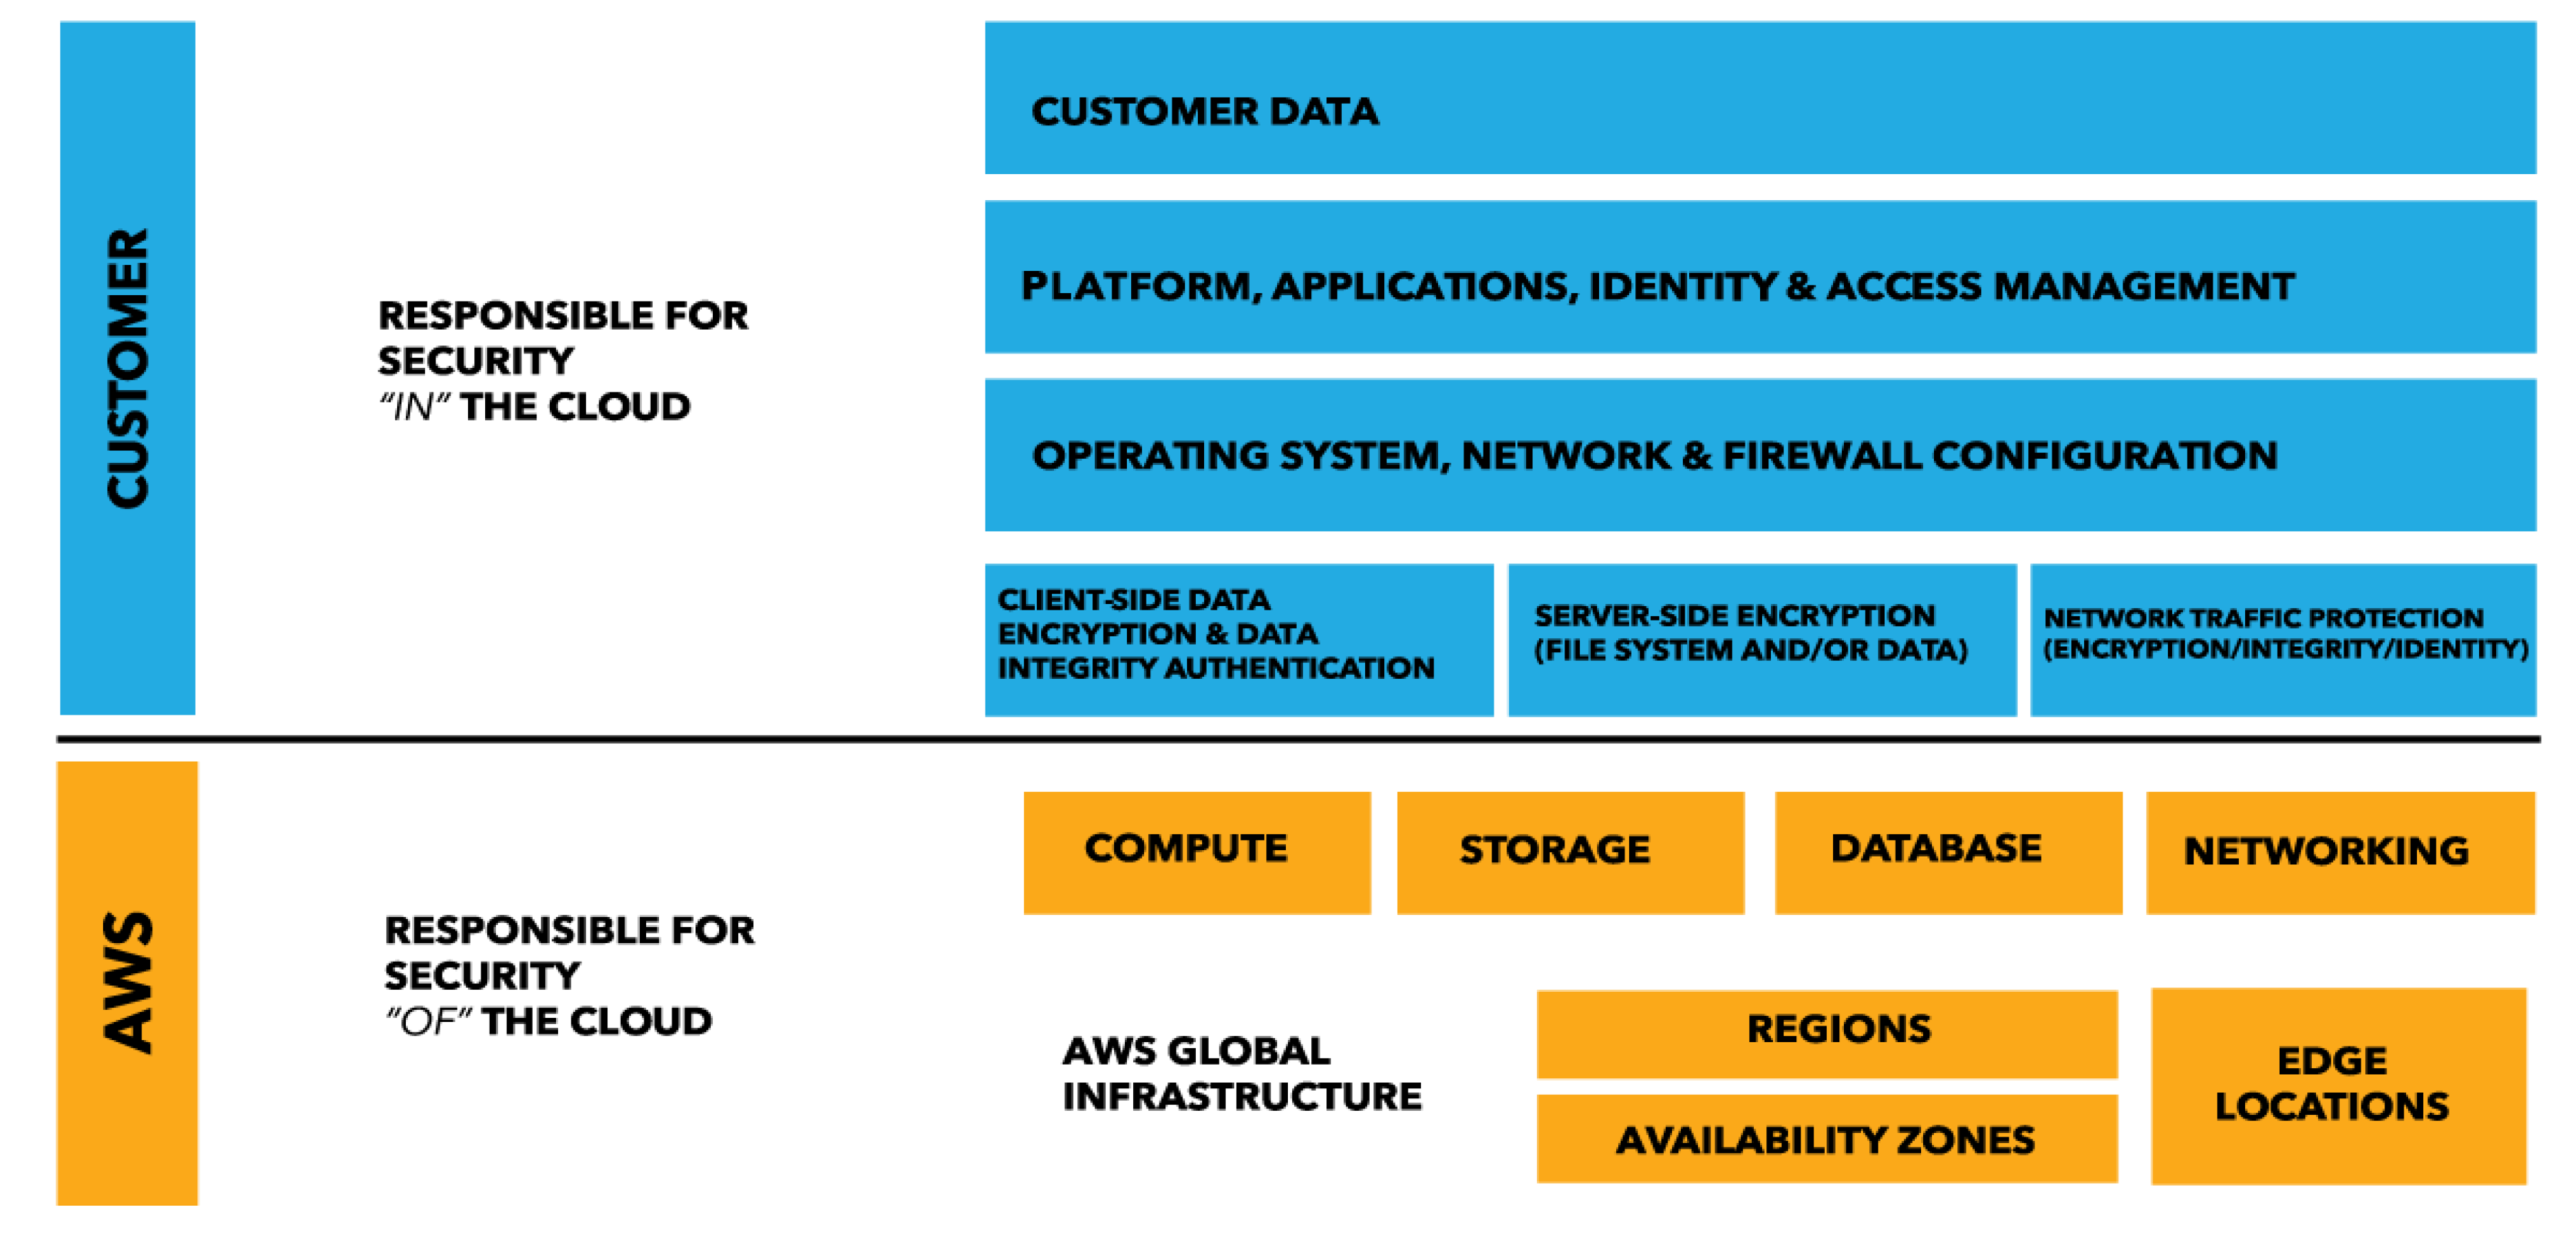 CUSTOMER
RESPONSIBLE FOR
SECURITY
“IN” THE CLOUD
CUSTOMER DATA
PLATFORM, APPLICATIONS, IDENTITY & ACCESS MANAGEMENT
OPERATING SYSTEM, NETWORK & FIREWALL CONFIGURATION
CLIENT-SIDE DATA
ENCRYPTION & DATA
INTEGRITY AUTHENTICATION
SERVER-SIDE ENCRYPTION
(FILE SYSTEM AND/OR DATA)
NETWORK TRAFFIC PROTECTION
(ENCRYPTION/INTEGRITY/IDENTITY)
AWS
RESPONSIBLE FOR
SECURITY
“OF” THE CLOUD
COMPUTE
STORAGE
DATABASE
NETWORKING
AWS GLOBAL
INFRASTRUCTURE
REGIONS
AVAILABILITY ZONES
EDGE
LOCATIONS